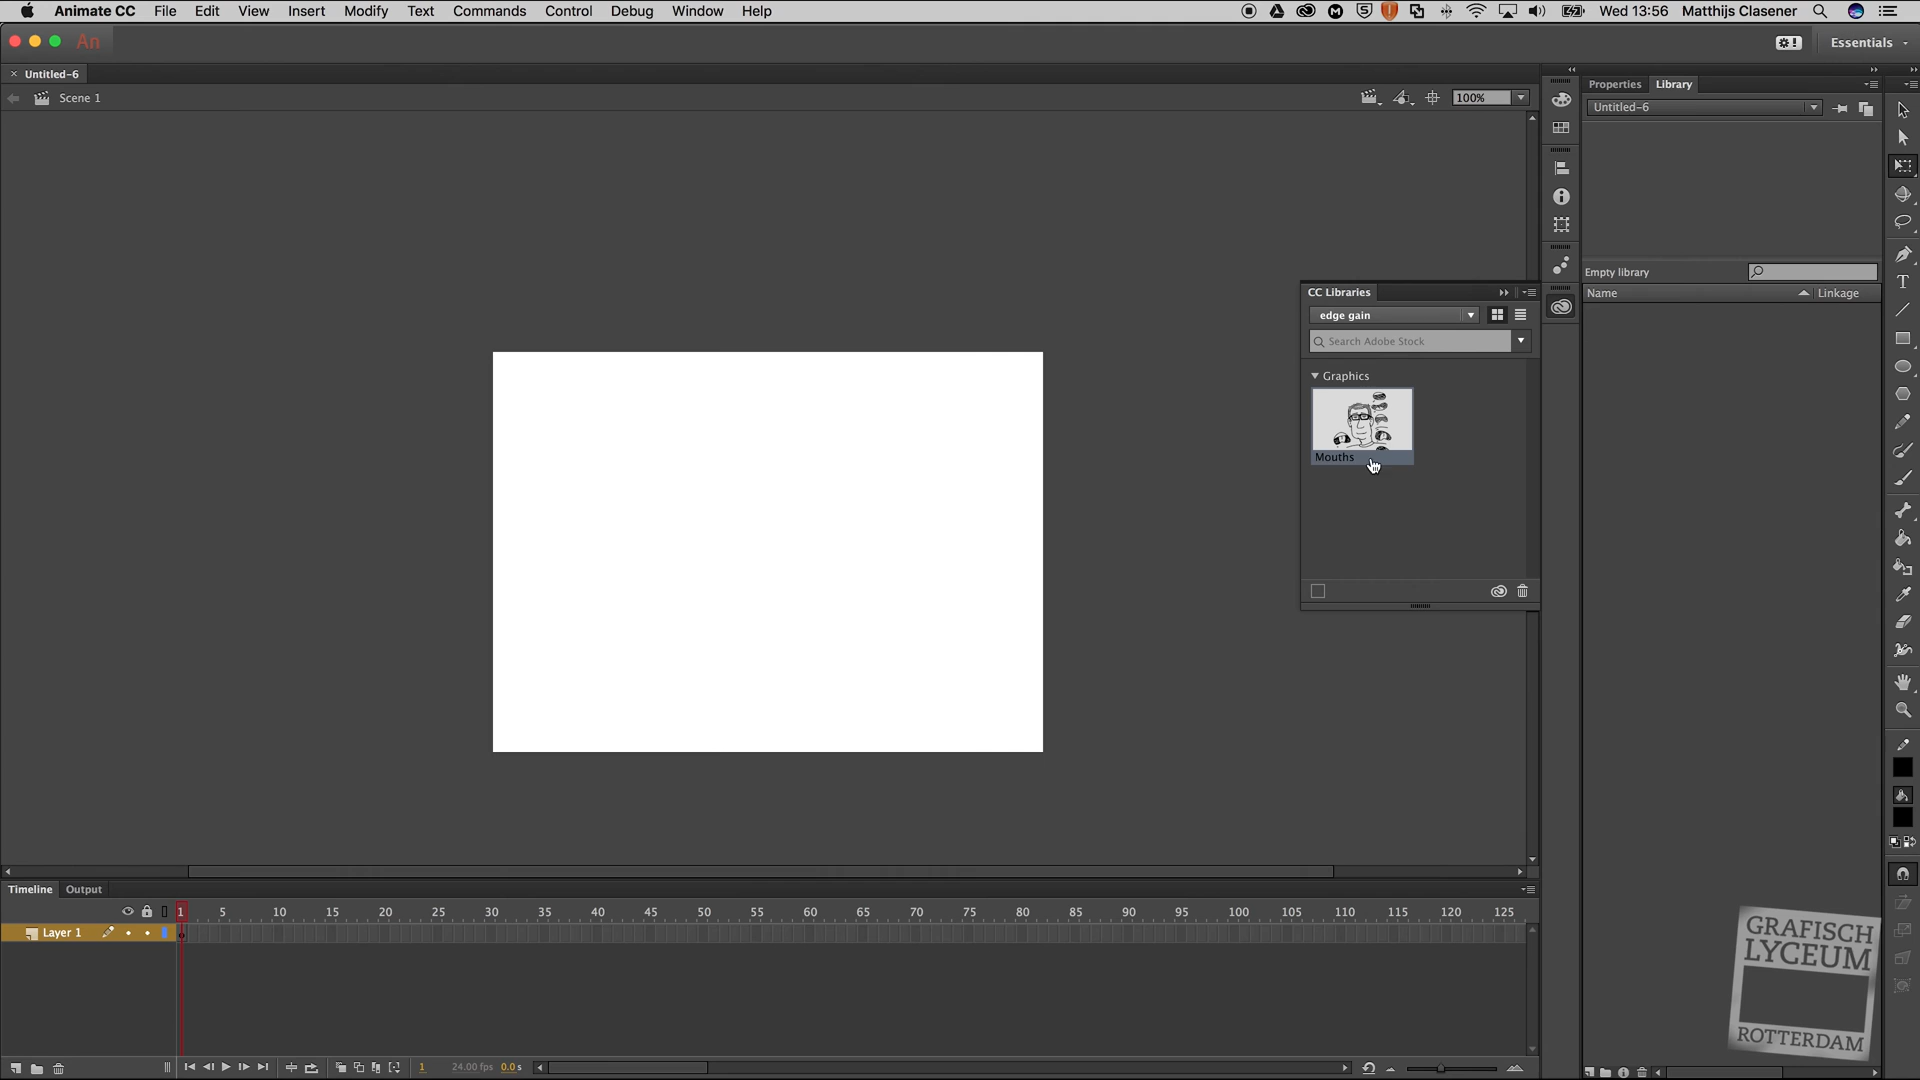 Animate CC File Edit View Insert Modify Text Commands Control Debug Window Help Wed 13:56 Matthijs Clasener
An Essentials
Untitled-6
Scene 1 100%
Properties Library
Untitled-6
Empty library
Name Linkage
CC Libraries
edge gain
Search Adobe Stock
Graphics
Mouths
Timeline Output
1 5 10 15 20 25 30 35 40 45 50 55 60 65 70 75 80 85 90 95 100 105 110 115 120 125
Layer 1
1 24.00 fps 0.0 s
GRAFISCH
LYCEUM
ROTTERDAM